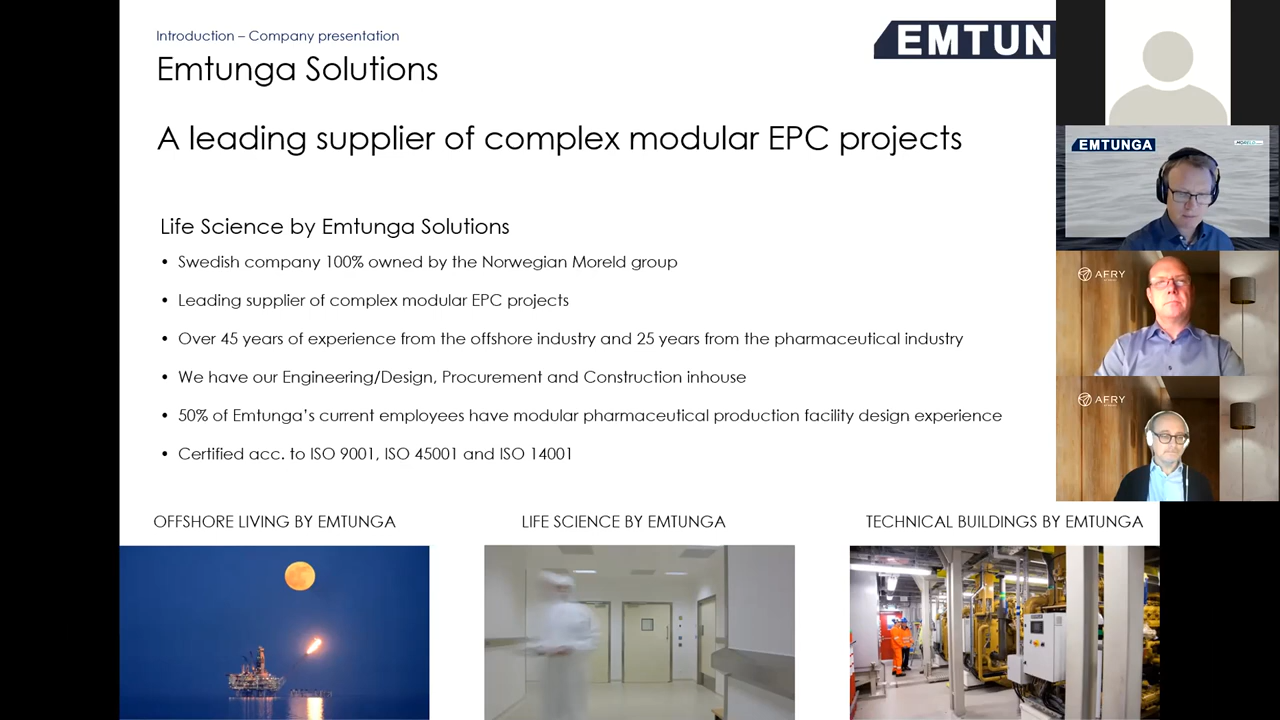 Introduction – Company presentation
Emtunga Solutions
EMTUN
A leading supplier of complex modular EPC projects
Life Science by Emtunga Solutions
• Swedish company 100% owned by the Norwegian Moreld group
• Leading supplier of complex modular EPC projects
• Over 45 years of experience from the offshore industry and 25 years from the pharmaceutical industry
• We have our Engineering/Design, Procurement and Construction inhouse
• 50% of Emtunga's current employees have modular pharmaceutical production facility design experience
• Certified acc. to ISO 9001, ISO 45001 and ISO 14001
OFFSHORE LIVING BY EMTUNGA
LIFE SCIENCE BY EMTUNGA
TECHNICAL BUILDINGS BY EMTUNGA
EMTUNGA
AFRY
AFRY